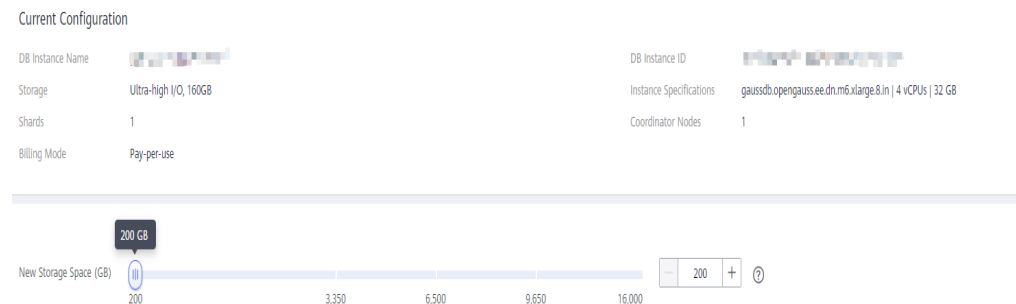 Current Configuration
DB Instance Name
DB Instance ID
Storage Ultra-high I/O, 160GB
Instance Specifications gaussdb.opengauss.ee.dn.m6.xlarge.8.in | 4 vCPUs | 32 GB
Shards 1
Coordinator Nodes 1
Billing Mode Pay-per-use
200 GB
New Storage Space (GB) 200 + ?
200 3,350 6,500 9,650 16,000